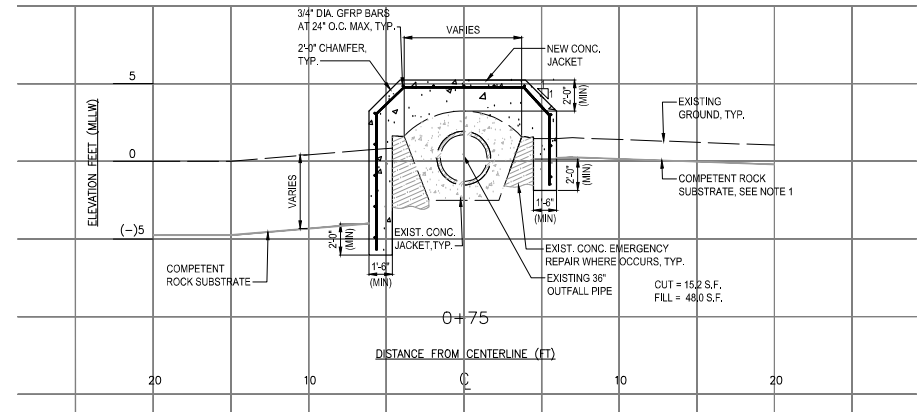 3/4" DIA. GFRP BARS
AT 24" O.C. MAX, TYP.
VARIES
2'-0" CHAMFER,
TYP.
NEW CONC.
JACKET
5
1
1
2'-0"
(MIN)
EXISTING
GROUND, TYP.
ELEVATION FEET (MLLW)
0
VARIES
2'-0"
(MIN)
COMPETENT ROCK
SUBSTRATE, SEE NOTE 1
1'-6"
(MIN)
(-)5
2'-0"
(MIN)
EXIST. CONC.
JACKET,TYP.
EXIST. CONC. EMERGENCY
REPAIR WHERE OCCURS, TYP.
COMPETENT
ROCK SUBSTRATE
1'-6"
(MIN)
EXISTING 36"
OUTFALL PIPE
CUT = 15.2 S.F.
FILL = 48.0 S.F.
0+75
DISTANCE FROM CENTERLINE (FT)
20
10
0
10
20
℄